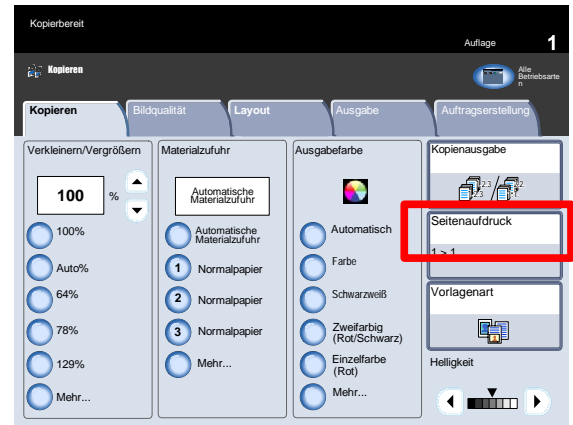 Kopierbereit
Auflage 1
Kopieren
Alle
Betriebsarte
n
Kopieren Bildqualität Layout Ausgabe Auftragserstellung
Verkleinern/Vergrößern
100 %
100%
Auto%
64%
78%
129%
Mehr...
Materialzufuhr
Automatische
Materialzufuhr
Automatische
Materialzufuhr
1 Normalpapier
2 Normalpapier
3 Normalpapier
Mehr...
Ausgabefarbe
Automatisch
Farbe
Schwarzweiß
Zweifarbig
(Rot/Schwarz)
Einzelfarbe
(Rot)
Mehr...
Kopienausgabe
Seitenaufdruck
1 > 1
Vorlagenart
Helligkeit